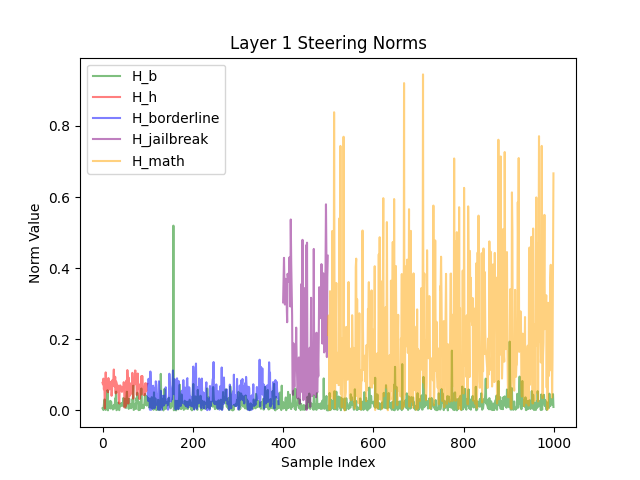 Layer 1 Steering Norms
H_b
H_h
H_borderline
H_jailbreak
H_math
Norm Value
0.8
0.6
0.4
0.2
0.0
0
200
400
600
800
1000
Sample Index